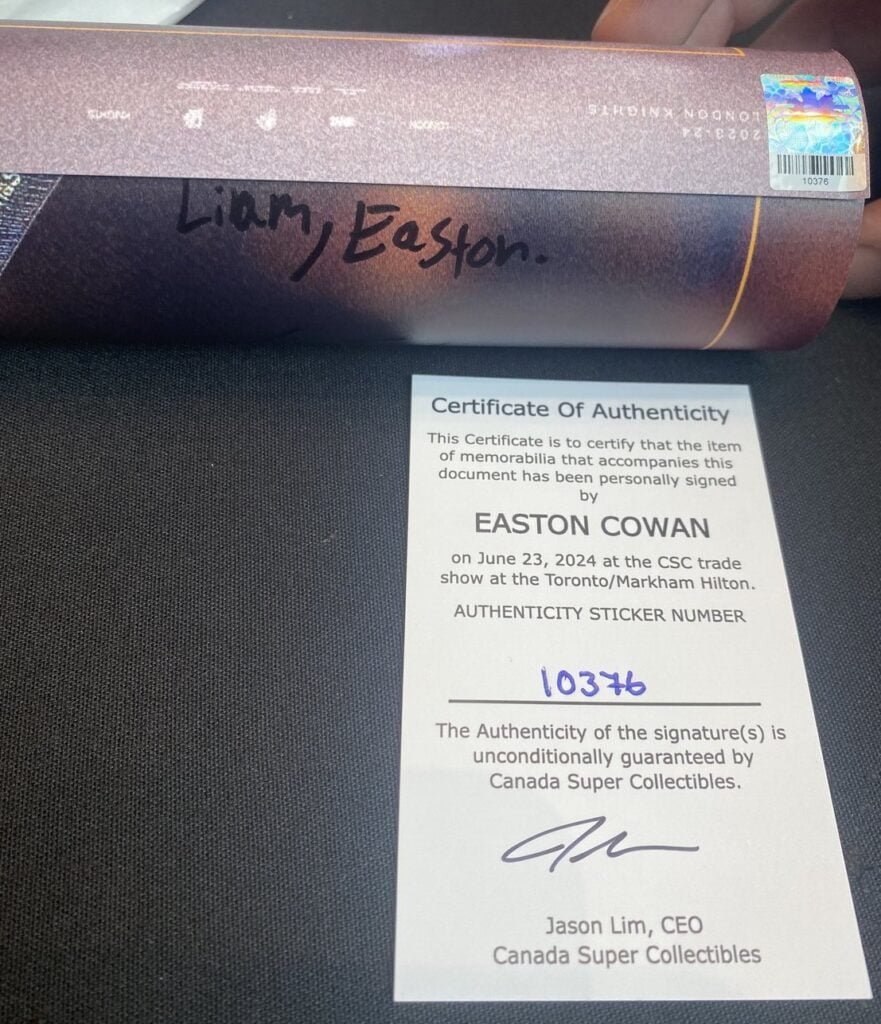 KNIGHTS
LONDON
2023-24
LONDON KNIGHTS
10376
Liam, Easton.
Certificate Of Authenticity
This Certificate is to certify that the item
of memorabilia that accompanies this
document has been personally signed
by
EASTON COWAN
on June 23, 2024 at the CSC trade
show at the Toronto/Markham Hilton.
AUTHENTICITY STICKER NUMBER
10376
The Authenticity of the signature(s) is
unconditionally guaranteed by
Canada Super Collectibles.
Jason Lim, CEO
Canada Super Collectibles